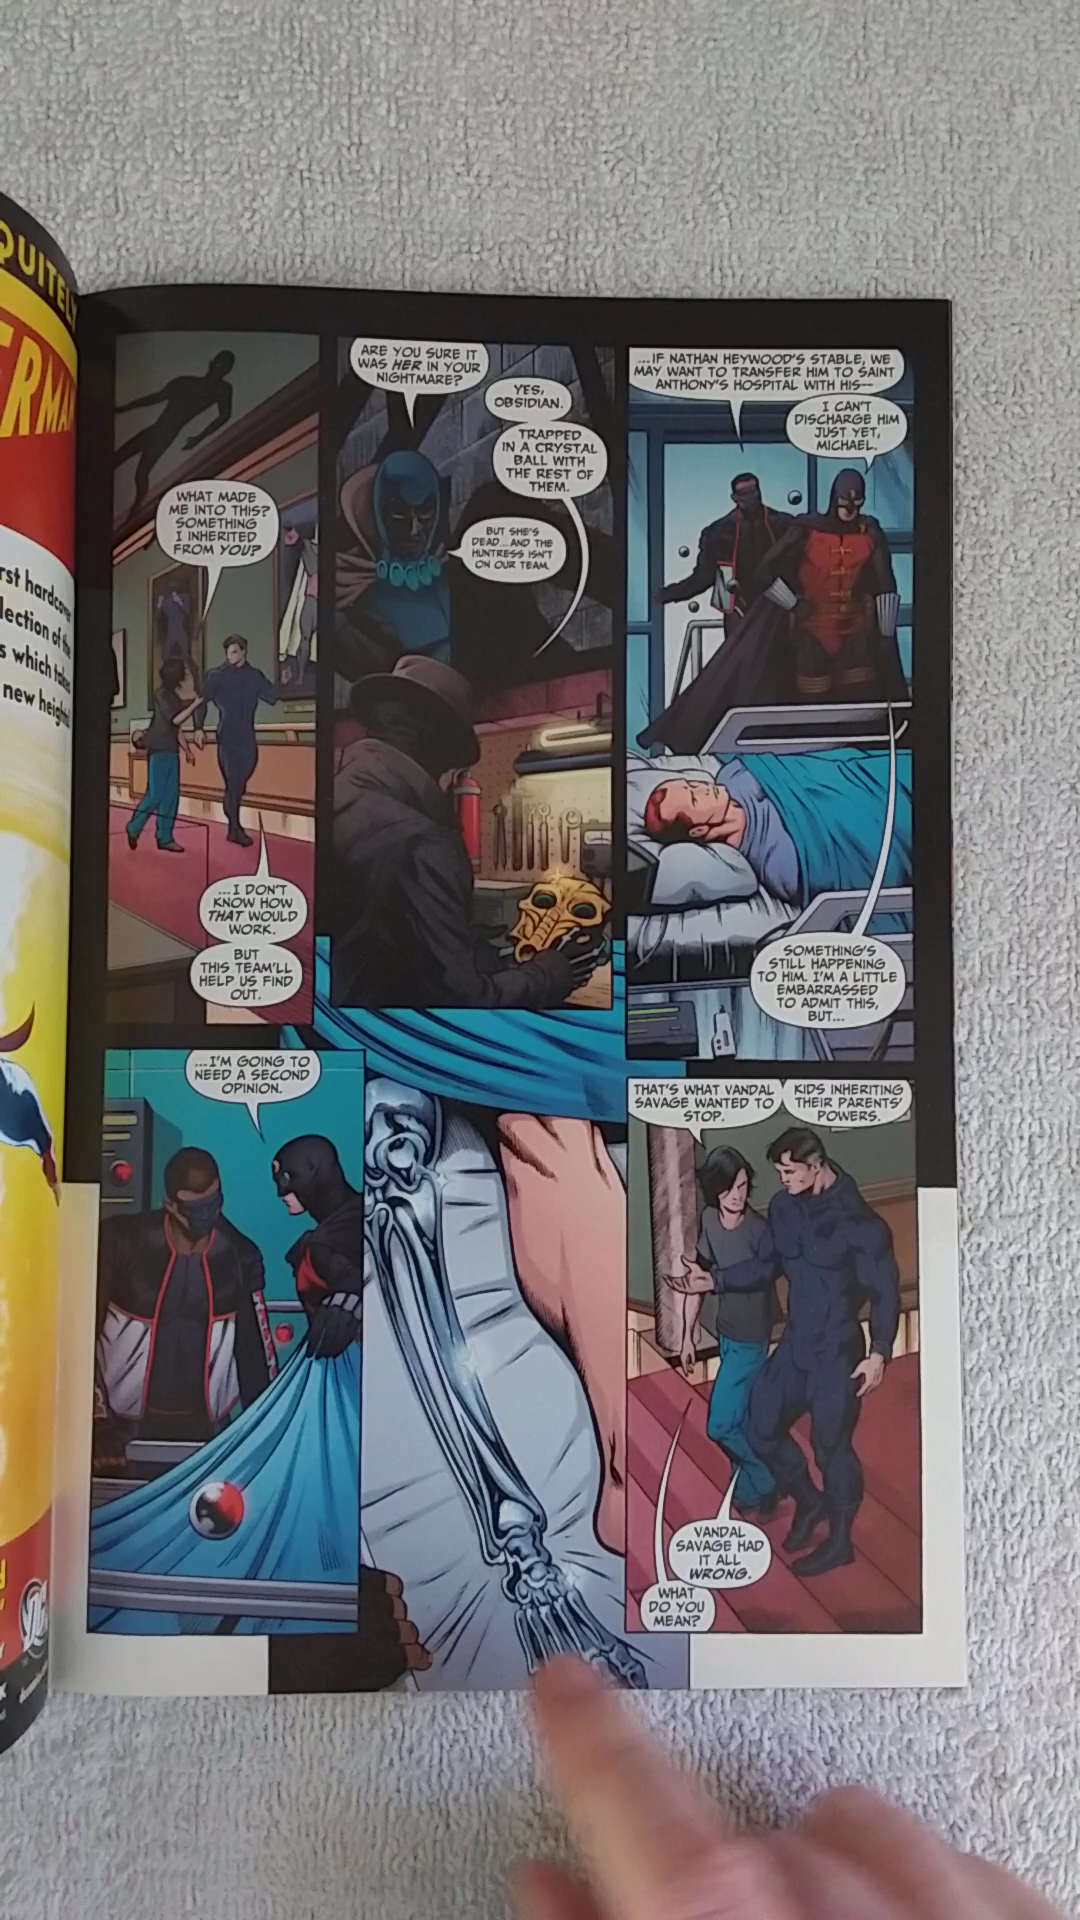 QUITELY
ERMAN
rst hardcover
lection of the
s which takes
new heights!
WHAT MADE
ME INTO THIS?
SOMETHING
I INHERITED
FROM YOU?
...I DON'T
KNOW HOW
THAT WOULD
WORK.
BUT
THIS TEAM'LL
HELP US FIND
OUT.
ARE YOU SURE IT
WAS HER IN YOUR
NIGHTMARE?
YES,
OBSIDIAN.
TRAPPED
IN A CRYSTAL
BALL WITH
THE REST OF
THEM.
BUT SHE'S
DEAD...AND THE
HUNTRESS ISN'T
ON OUR TEAM.
...IF NATHAN HEYWOOD'S STABLE, WE
MAY WANT TO TRANSFER HIM TO SAINT
ANTHONY'S HOSPITAL WITH HIS--
I CAN'T
DISCHARGE HIM
JUST YET,
MICHAEL.
SOMETHING'S
STILL HAPPENING
TO HIM. I'M A LITTLE
EMBARRASSED
TO ADMIT THIS,
BUT...
...I'M GOING TO
NEED A SECOND
OPINION.
THAT'S WHAT VANDAL
SAVAGE WANTED TO
STOP.
KIDS INHERITING
THEIR PARENTS'
POWERS.
VANDAL
SAVAGE HAD
IT ALL
WRONG.
WHAT
DO YOU
MEAN?